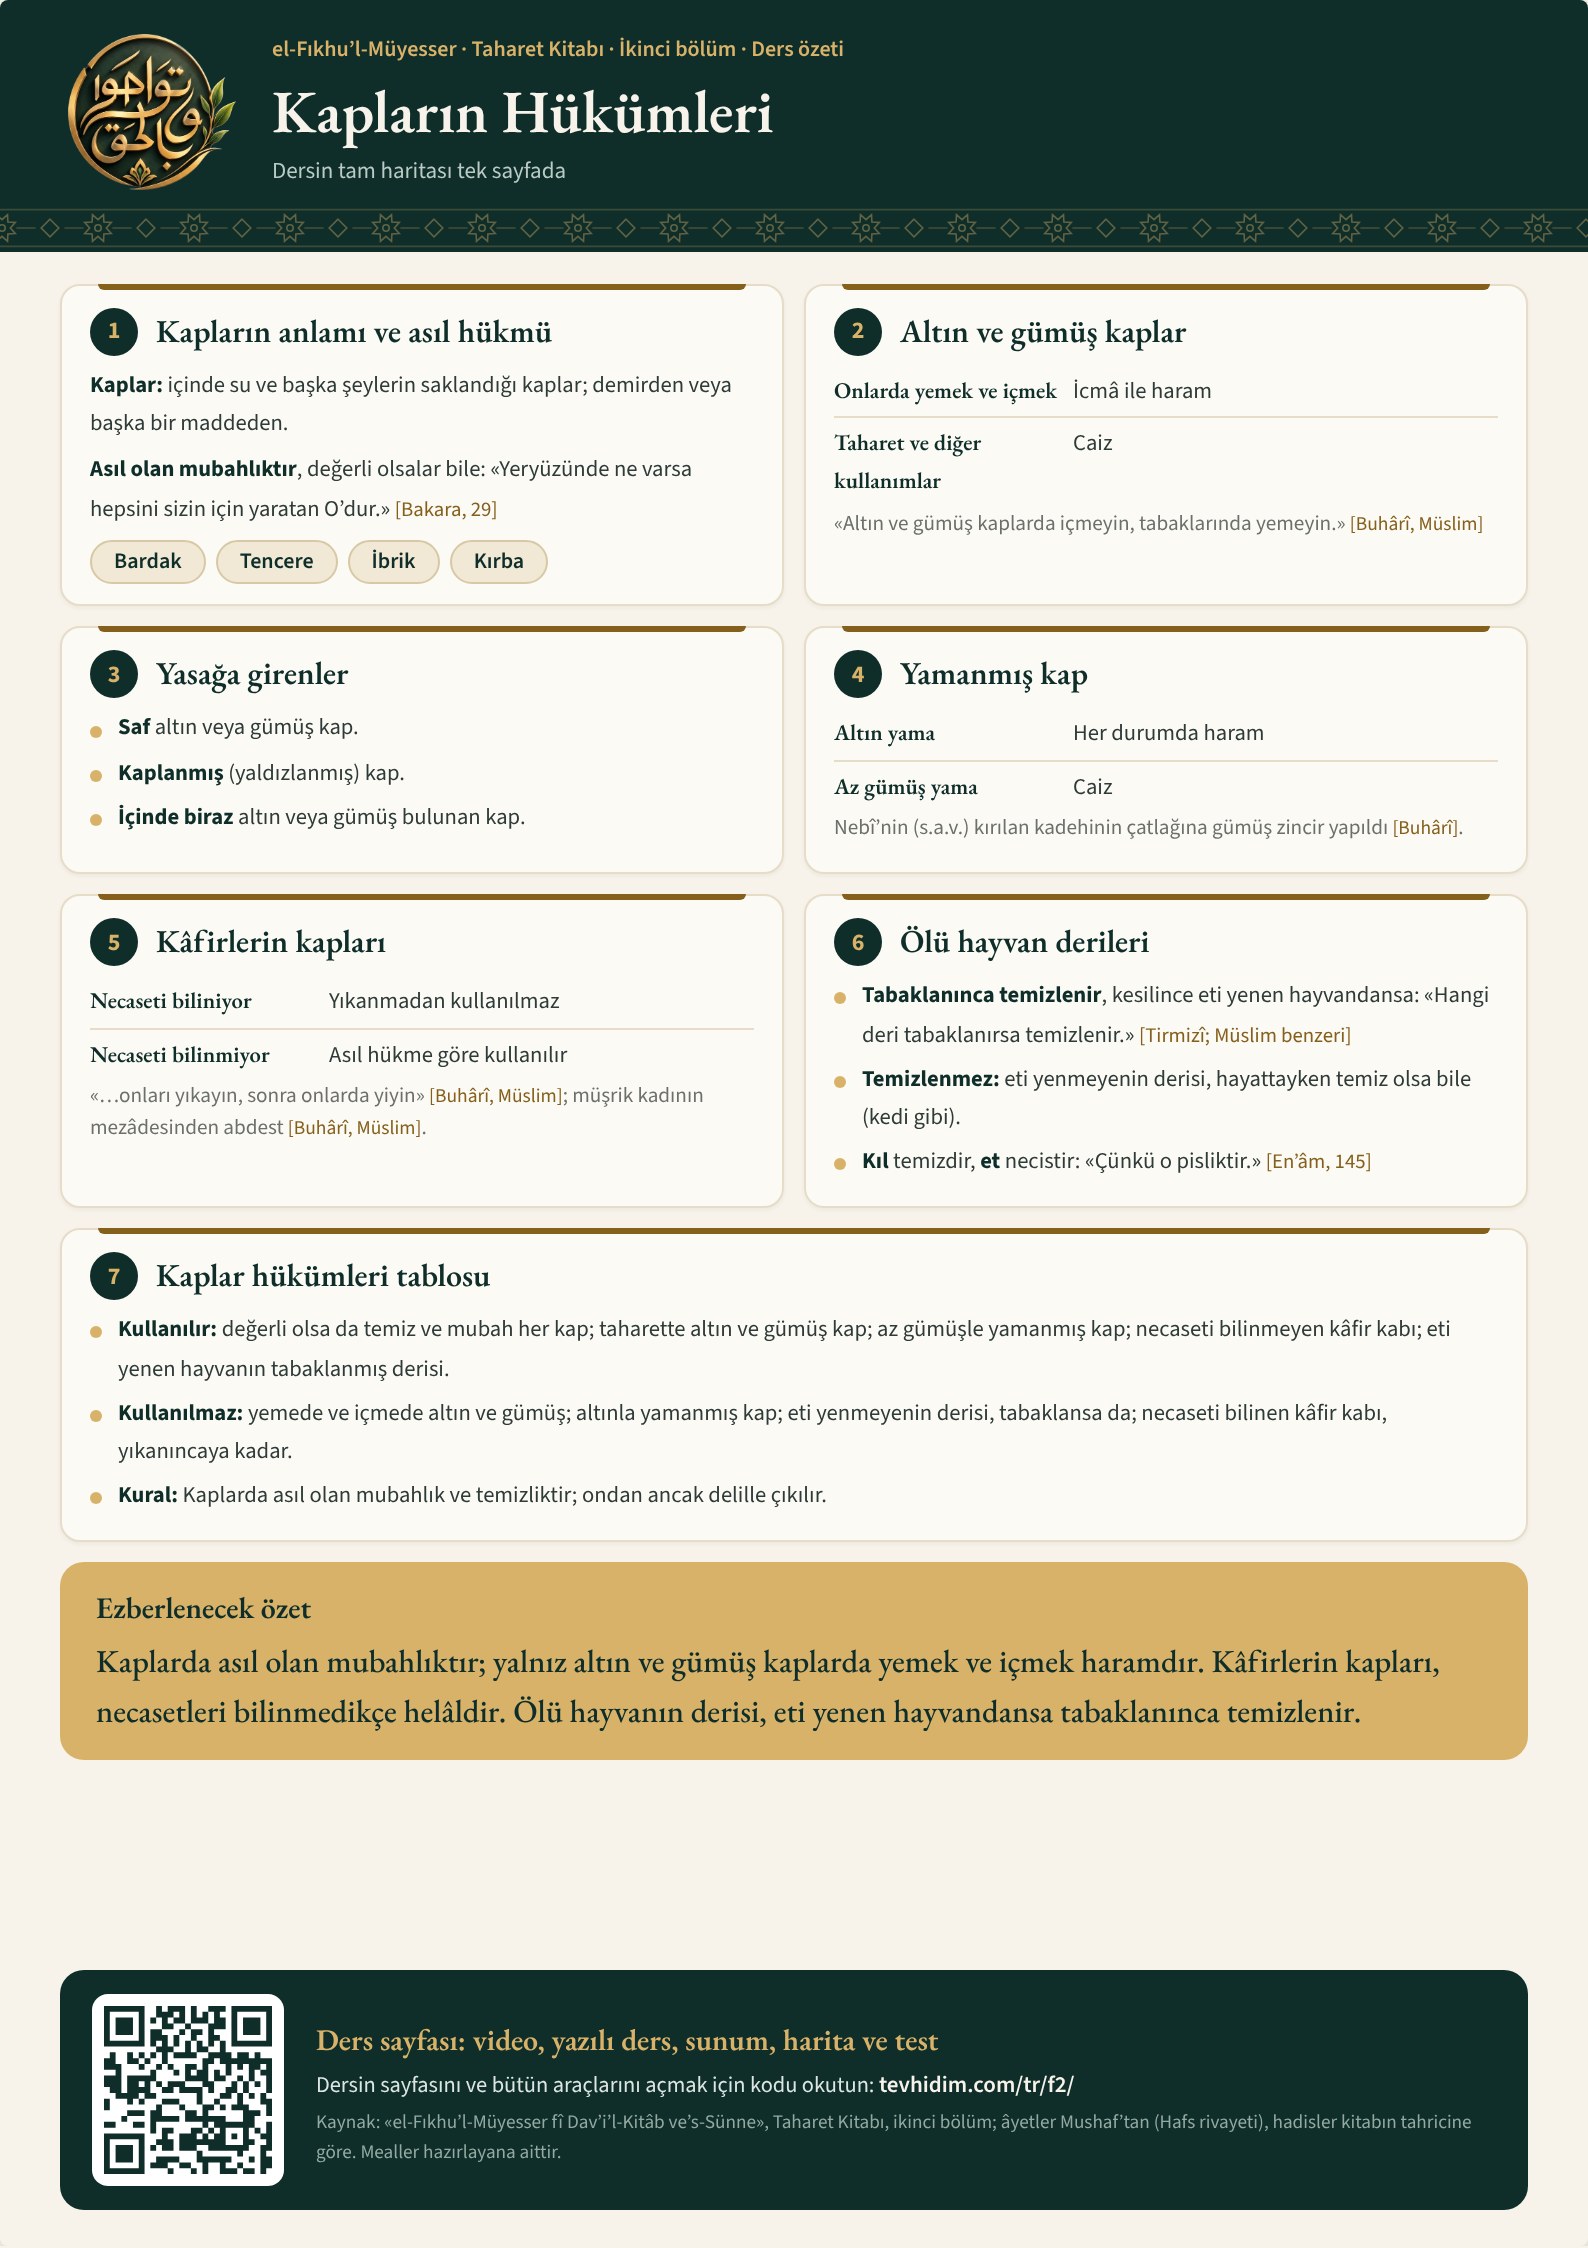 وتواصوا بالحق
el-Fıkhu’l-Müyesser · Taharet Kitabı · İkinci bölüm · Ders özeti
Kapların Hükümleri
Dersin tam haritası tek sayfada
1 Kapların anlamı ve asıl hükmü
Kaplar: içinde su ve başka şeylerin saklandığı kaplar; demirden veya
başka bir maddeden.
Asıl olan mubahlıktır, değerli olsalar bile: «Yeryüzünde ne varsa
hepsini sizin için yaratan O’dur.» [Bakara, 29]
Bardak Tencere İbrik Kırba
2 Altın ve gümüş kaplar
Onlarda yemek ve içmek İcmâ ile haram
Taharet ve diğer Caiz
kullanımlar
«Altın ve gümüş kaplarda içmeyin, tabaklarında yemeyin.» [Buhârî, Müslim]
3 Yasağa girenler
Saf altın veya gümüş kap.
Kaplanmış (yaldızlanmış) kap.
İçinde biraz altın veya gümüş bulunan kap.
4 Yamanmış kap
Altın yama Her durumda haram
Az gümüş yama Caiz
Nebî’nin (s.a.v.) kırılan kadehinin çatlağına gümüş zincir yapıldı [Buhârî].
5 Kâfirlerin kapları
Necaseti biliniyor Yıkanmadan kullanılmaz
Necaseti bilinmiyor Asıl hükme göre kullanılır
«…onları yıkayın, sonra onlarda yiyin» [Buhârî, Müslim]; müşrik kadının
mezâdesinden abdest [Buhârî, Müslim].
6 Ölü hayvan derileri
Tabaklanınca temizlenir, kesilince eti yenen hayvandansa: «Hangi
deri tabaklanırsa temizlenir.» [Tirmizî; Müslim benzeri]
Temizlenmez: eti yenmeyenin derisi, hayattayken temiz olsa bile
(kedi gibi).
Kıl temizdir, et necistir: «Çünkü o pisliktir.» [En’âm, 145]
7 Kaplar hükümleri tablosu
Kullanılır: değerli olsa da temiz ve mubah her kap; taharette altın ve gümüş kap; az gümüşle yamanmış kap; necaseti bilinmeyen kâfir kabı; eti
yenen hayvanın tabaklanmış derisi.
Kullanılmaz: yemede ve içmede altın ve gümüş; altınla yamanmış kap; eti yenmeyenin derisi, tabaklansa da; necaseti bilinen kâfir kabı,
yıkanıncaya kadar.
Kural: Kaplarda asıl olan mubahlık ve temizliktir; ondan ancak delille çıkılır.
Ezberlenecek özet
Kaplarda asıl olan mubahlıktır; yalnız altın ve gümüş kaplarda yemek ve içmek haramdır. Kâfirlerin kapları,
necasetleri bilinmedikçe helâldir. Ölü hayvanın derisi, eti yenen hayvandansa tabaklanınca temizlenir.
Ders sayfası: video, yazılı ders, sunum, harita ve test
Dersin sayfasını ve bütün araçlarını açmak için kodu okutun: tevhidim.com/tr/f2/
Kaynak: «el-Fıkhu’l-Müyesser fî Dav’i’l-Kitâb ve’s-Sünne», Taharet Kitabı, ikinci bölüm; âyetler Mushaf’tan (Hafs rivayeti), hadisler kitabın tahricine
göre. Mealler hazırlayana aittir.